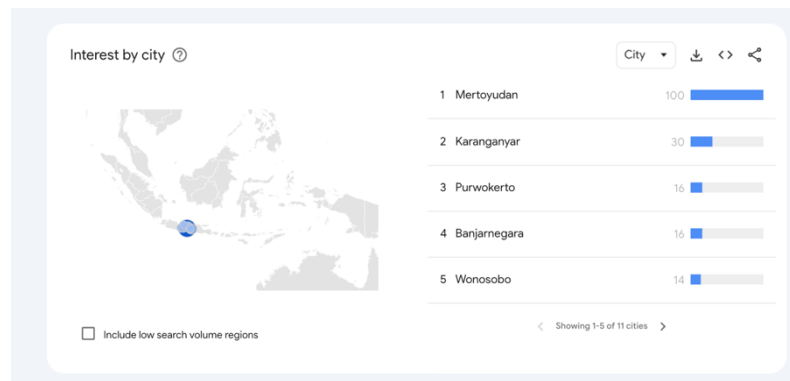 Interest by city
City
1 Mertoyudan 100
2 Karanganyar 30
3 Purwokerto 16
4 Banjarnegara 16
5 Wonosobo 14
Include low search volume regions
Showing 1-5 of 11 cities